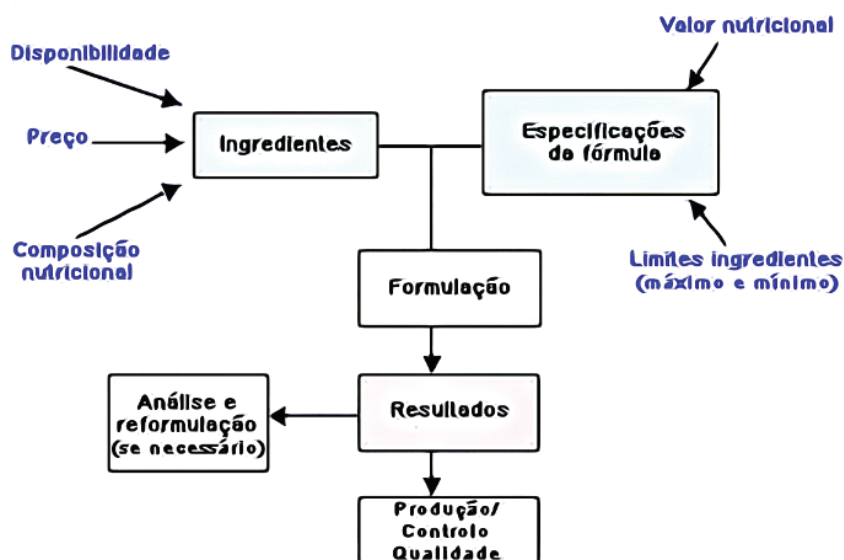 Valor nutricional
Disponibilidade
Preço
Ingredientes
Especificações
da fórmula
Composição
nutricional
Limites ingredientes
(máximo e mínimo)
Formulação
Análise e
reformulação
(se necessário)
Resultados
Produção/
Controlo
Qualidade